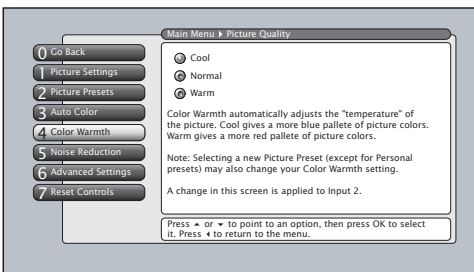 Main Menu ▸ Picture Quality
0 Go Back
1 Picture Settings
2 Picture Presets
3 Auto Color
4 Color Warmth
5 Noise Reduction
6 Advanced Settings
7 Reset Controls
Cool
Normal
Warm
Color Warmth automatically adjusts the "temperature" of
the picture. Cool gives a more blue pallete of picture colors.
Warm gives a more red pallete of picture colors.
Note: Selecting a new Picture Preset (except for Personal
presets) may also change your Color Warmth setting.
A change in this screen is applied to Input 2.
Press ▴ or ▾ to point to an option, then press OK to select
it. Press ◂ to return to the menu.